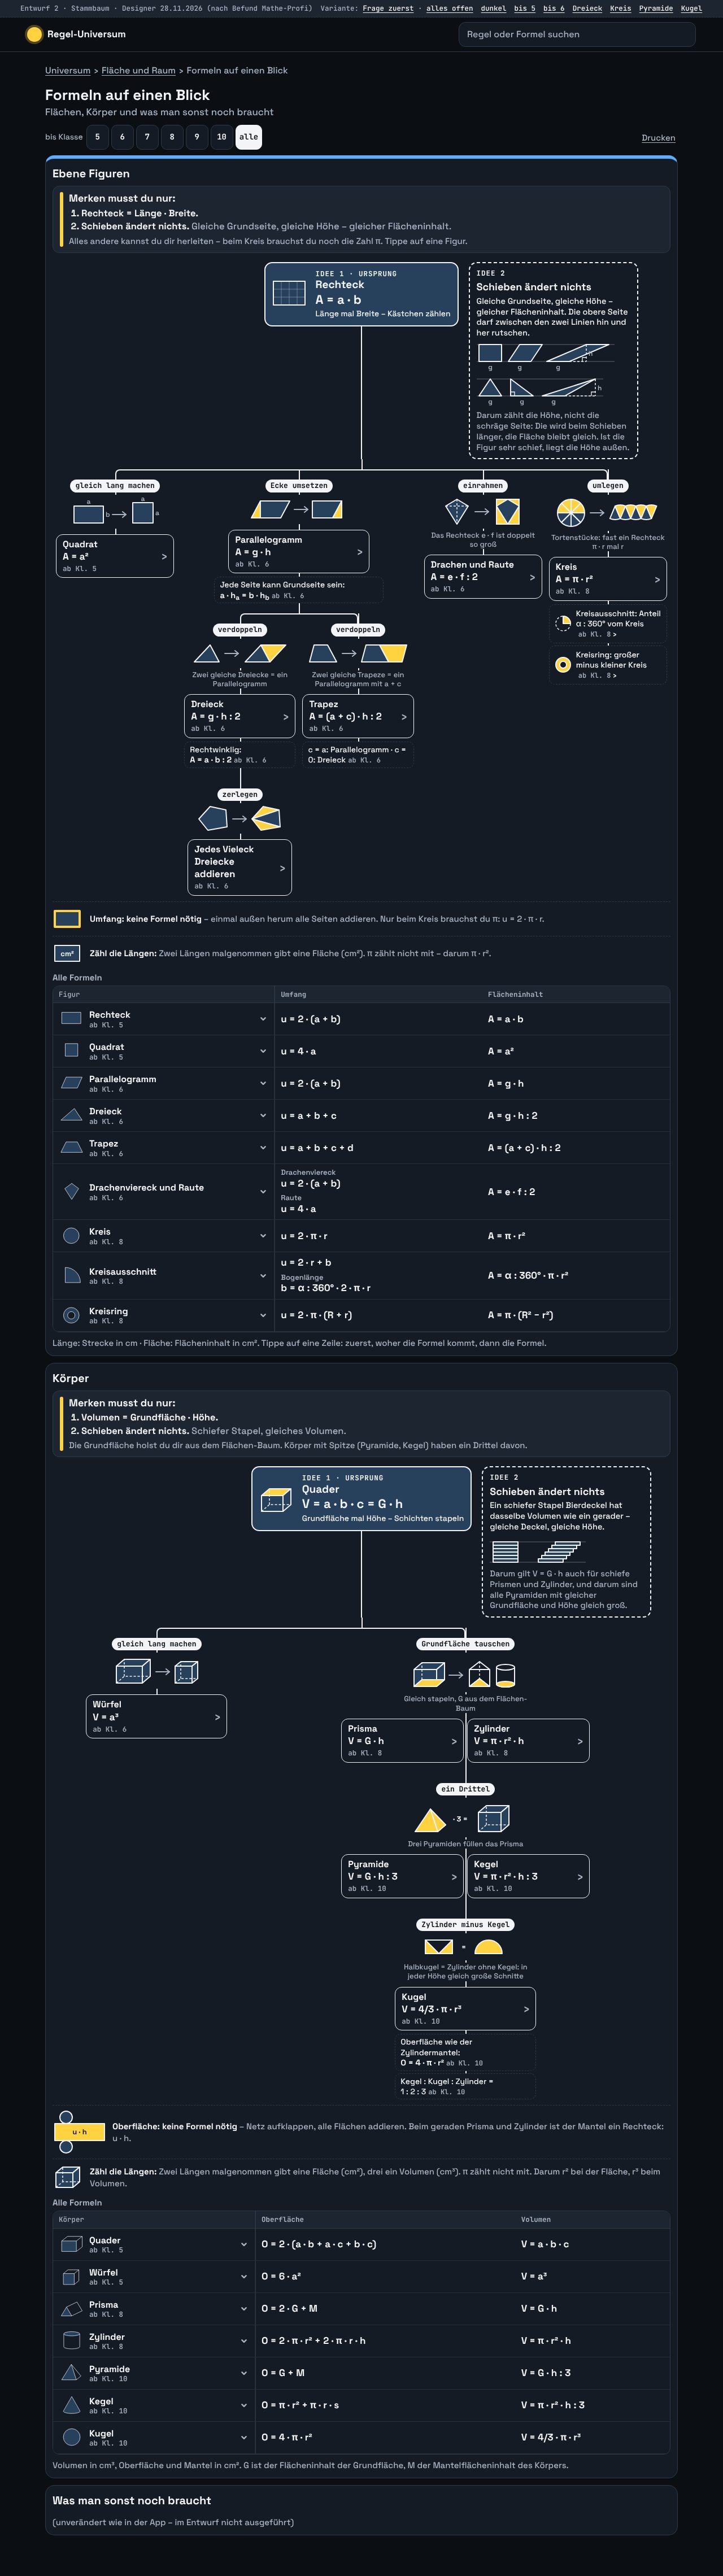 Entwurf 2 · Stammbaum · Designer 28.11.2026 (nach Befund Mathe-Profi) Variante: Frage zuerst · alles offen dunkel bis 5 bis 6 Dreieck Kreis Pyramide Kugel
Regel-Universum
Regel oder Formel suchen
Universum > Fläche und Raum > Formeln auf einen Blick
Formeln auf einen Blick
Flächen, Körper und was man sonst noch braucht
bis Klasse 5 6 7 8 9 10 alle
Drucken
Ebene Figuren
Merken musst du nur:
1. Rechteck = Länge · Breite.
2. Schieben ändert nichts. Gleiche Grundseite, gleiche Höhe – gleicher Flächeninhalt.
Alles andere kannst du dir herleiten – beim Kreis brauchst du noch die Zahl π. Tippe auf eine Figur.
IDEE 1 · URSPRUNG
Rechteck
A = a · b
Länge mal Breite – Kästchen zählen
IDEE 2
Schieben ändert nichts
Gleiche Grundseite, gleiche Höhe –
gleicher Flächeninhalt. Die obere Seite
darf zwischen den zwei Linien hin und
her rutschen.
h
g g g
h
g g g
Darum zählt die Höhe, nicht die
schräge Seite: Die wird beim Schieben
länger, die Fläche bleibt gleich. Ist die
Figur sehr schief, liegt die Höhe außen.
gleich lang machen
a b a a
Quadrat
A = a²
ab Kl. 5
>
Ecke umsetzen
Parallelogramm
A = g · h
ab Kl. 6
>
Jede Seite kann Grundseite sein:
a · hₐ = b · h_b ab Kl. 6
verdoppeln
Zwei gleiche Dreiecke = ein
Parallelogramm
Dreieck
A = g · h : 2
ab Kl. 6
>
Rechtwinklig:
A = a · b : 2 ab Kl. 6
verdoppeln
Zwei gleiche Trapeze = ein
Parallelogramm mit a + c
Trapez
A = (a + c) · h : 2
ab Kl. 6
>
c = a: Parallelogramm · c =
0: Dreieck ab Kl. 6
zerlegen
Jedes Vieleck
Dreiecke
addieren
ab Kl. 6
>
einrahmen
Das Rechteck e · f ist doppelt
so groß
Drachen und Raute
A = e · f : 2
ab Kl. 6
>
umlegen
Tortenstücke: fast ein Rechteck
π · r mal r
Kreis
A = π · r²
ab Kl. 8
>
Kreisausschnitt: Anteil
α : 360° vom Kreis
ab Kl. 8 >
Kreisring: großer
minus kleiner Kreis
ab Kl. 8 >
Umfang: keine Formel nötig – einmal außen herum alle Seiten addieren. Nur beim Kreis brauchst du π: u = 2 · π · r.
cm²
Zähl die Längen: Zwei Längen malgenommen gibt eine Fläche (cm²). π zählt nicht mit – darum π · r².
Alle Formeln
Figur Umfang Flächeninhalt
Rechteck
ab Kl. 5
u = 2 · (a + b) A = a · b
Quadrat
ab Kl. 5
u = 4 · a A = a²
Parallelogramm
ab Kl. 6
u = 2 · (a + b) A = g · h
Dreieck
ab Kl. 6
u = a + b + c A = g · h : 2
Trapez
ab Kl. 6
u = a + b + c + d A = (a + c) · h : 2
Drachenviereck und Raute
ab Kl. 6
Drachenviereck
u = 2 · (a + b)
Raute
u = 4 · a
A = e · f : 2
Kreis
ab Kl. 8
u = 2 · π · r A = π · r²
Kreisausschnitt
ab Kl. 8
u = 2 · r + b
Bogenlänge
b = α : 360° · 2 · π · r
A = α : 360° · π · r²
Kreisring
ab Kl. 8
u = 2 · π · (R + r) A = π · (R² − r²)
Länge: Strecke in cm · Fläche: Flächeninhalt in cm². Tippe auf eine Zeile: zuerst, woher die Formel kommt, dann die Formel.
Körper
Merken musst du nur:
1. Volumen = Grundfläche · Höhe.
2. Schieben ändert nichts. Schiefer Stapel, gleiches Volumen.
Die Grundfläche holst du dir aus dem Flächen-Baum. Körper mit Spitze (Pyramide, Kegel) haben ein Drittel davon.
IDEE 1 · URSPRUNG
Quader
V = a · b · c = G · h
Grundfläche mal Höhe – Schichten stapeln
IDEE 2
Schieben ändert nichts
Ein schiefer Stapel Bierdeckel hat
dasselbe Volumen wie ein gerader –
gleiche Deckel, gleiche Höhe.
Darum gilt V = G · h auch für schiefe
Prismen und Zylinder, und darum sind
alle Pyramiden mit gleicher
Grundfläche und Höhe gleich groß.
gleich lang machen
Würfel
V = a³
ab Kl. 6
>
Grundfläche tauschen
Gleich stapeln, G aus dem Flächen-
Baum
Prisma
V = G · h
ab Kl. 8
>
Zylinder
V = π · r² · h
ab Kl. 8
>
ein Drittel
· 3 =
Drei Pyramiden füllen das Prisma
Pyramide
V = G · h : 3
ab Kl. 10
>
Kegel
V = π · r² · h : 3
ab Kl. 10
>
Zylinder minus Kegel
=
Halbkugel = Zylinder ohne Kegel: in
jeder Höhe gleich große Schnitte
Kugel
V = 4/3 · π · r³
ab Kl. 10
>
Oberfläche wie der
Zylindermantel:
O = 4 · π · r² ab Kl. 10
Kegel : Kugel : Zylinder =
1 : 2 : 3 ab Kl. 10
u · h
Oberfläche: keine Formel nötig – Netz aufklappen, alle Flächen addieren. Beim geraden Prisma und Zylinder ist der Mantel ein Rechteck:
u · h.
Zähl die Längen: Zwei Längen malgenommen gibt eine Fläche (cm²), drei ein Volumen (cm³). π zählt nicht mit. Darum r² bei der Fläche, r³ beim
Volumen.
Alle Formeln
Körper Oberfläche Volumen
Quader
ab Kl. 5
O = 2 · (a · b + a · c + b · c) V = a · b · c
Würfel
ab Kl. 5
O = 6 · a² V = a³
Prisma
ab Kl. 8
O = 2 · G + M V = G · h
Zylinder
ab Kl. 8
O = 2 · π · r² + 2 · π · r · h V = π · r² · h
Pyramide
ab Kl. 10
O = G + M V = G · h : 3
Kegel
ab Kl. 10
O = π · r² + π · r · s V = π · r² · h : 3
Kugel
ab Kl. 10
O = 4 · π · r² V = 4/3 · π · r³
Volumen in cm³, Oberfläche und Mantel in cm². G ist der Flächeninhalt der Grundfläche, M der Mantelflächeninhalt des Körpers.
Was man sonst noch braucht
(unverändert wie in der App – im Entwurf nicht ausgeführt)